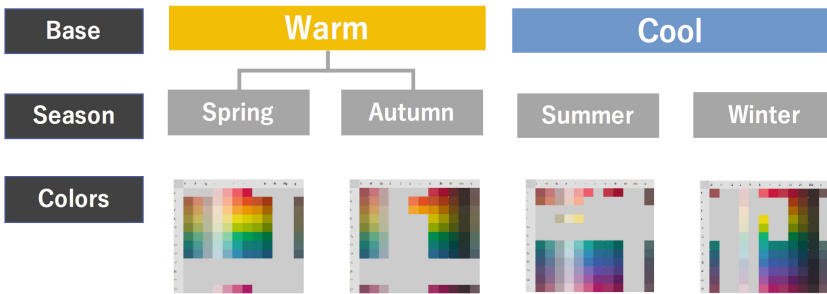 Base
Warm
Cool
Season
Spring
Autumn
Summer
Winter
Colors